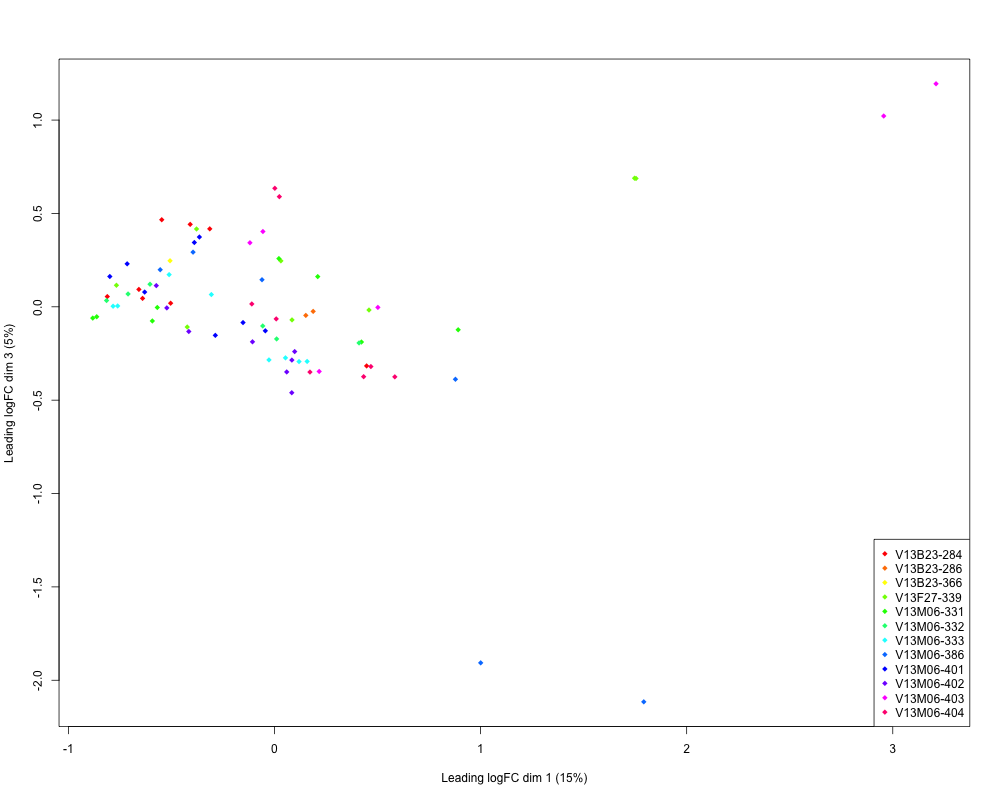 1.0
0.5
0.0
-0.5
-1.0
-1.5
-2.0
Leading logFC dim 3 (5%)
-1
0
1
2
3
Leading logFC dim 1 (15%)
V13B23-284
V13B23-286
V13B23-366
V13F27-339
V13M06-331
V13M06-332
V13M06-333
V13M06-386
V13M06-401
V13M06-402
V13M06-403
V13M06-404